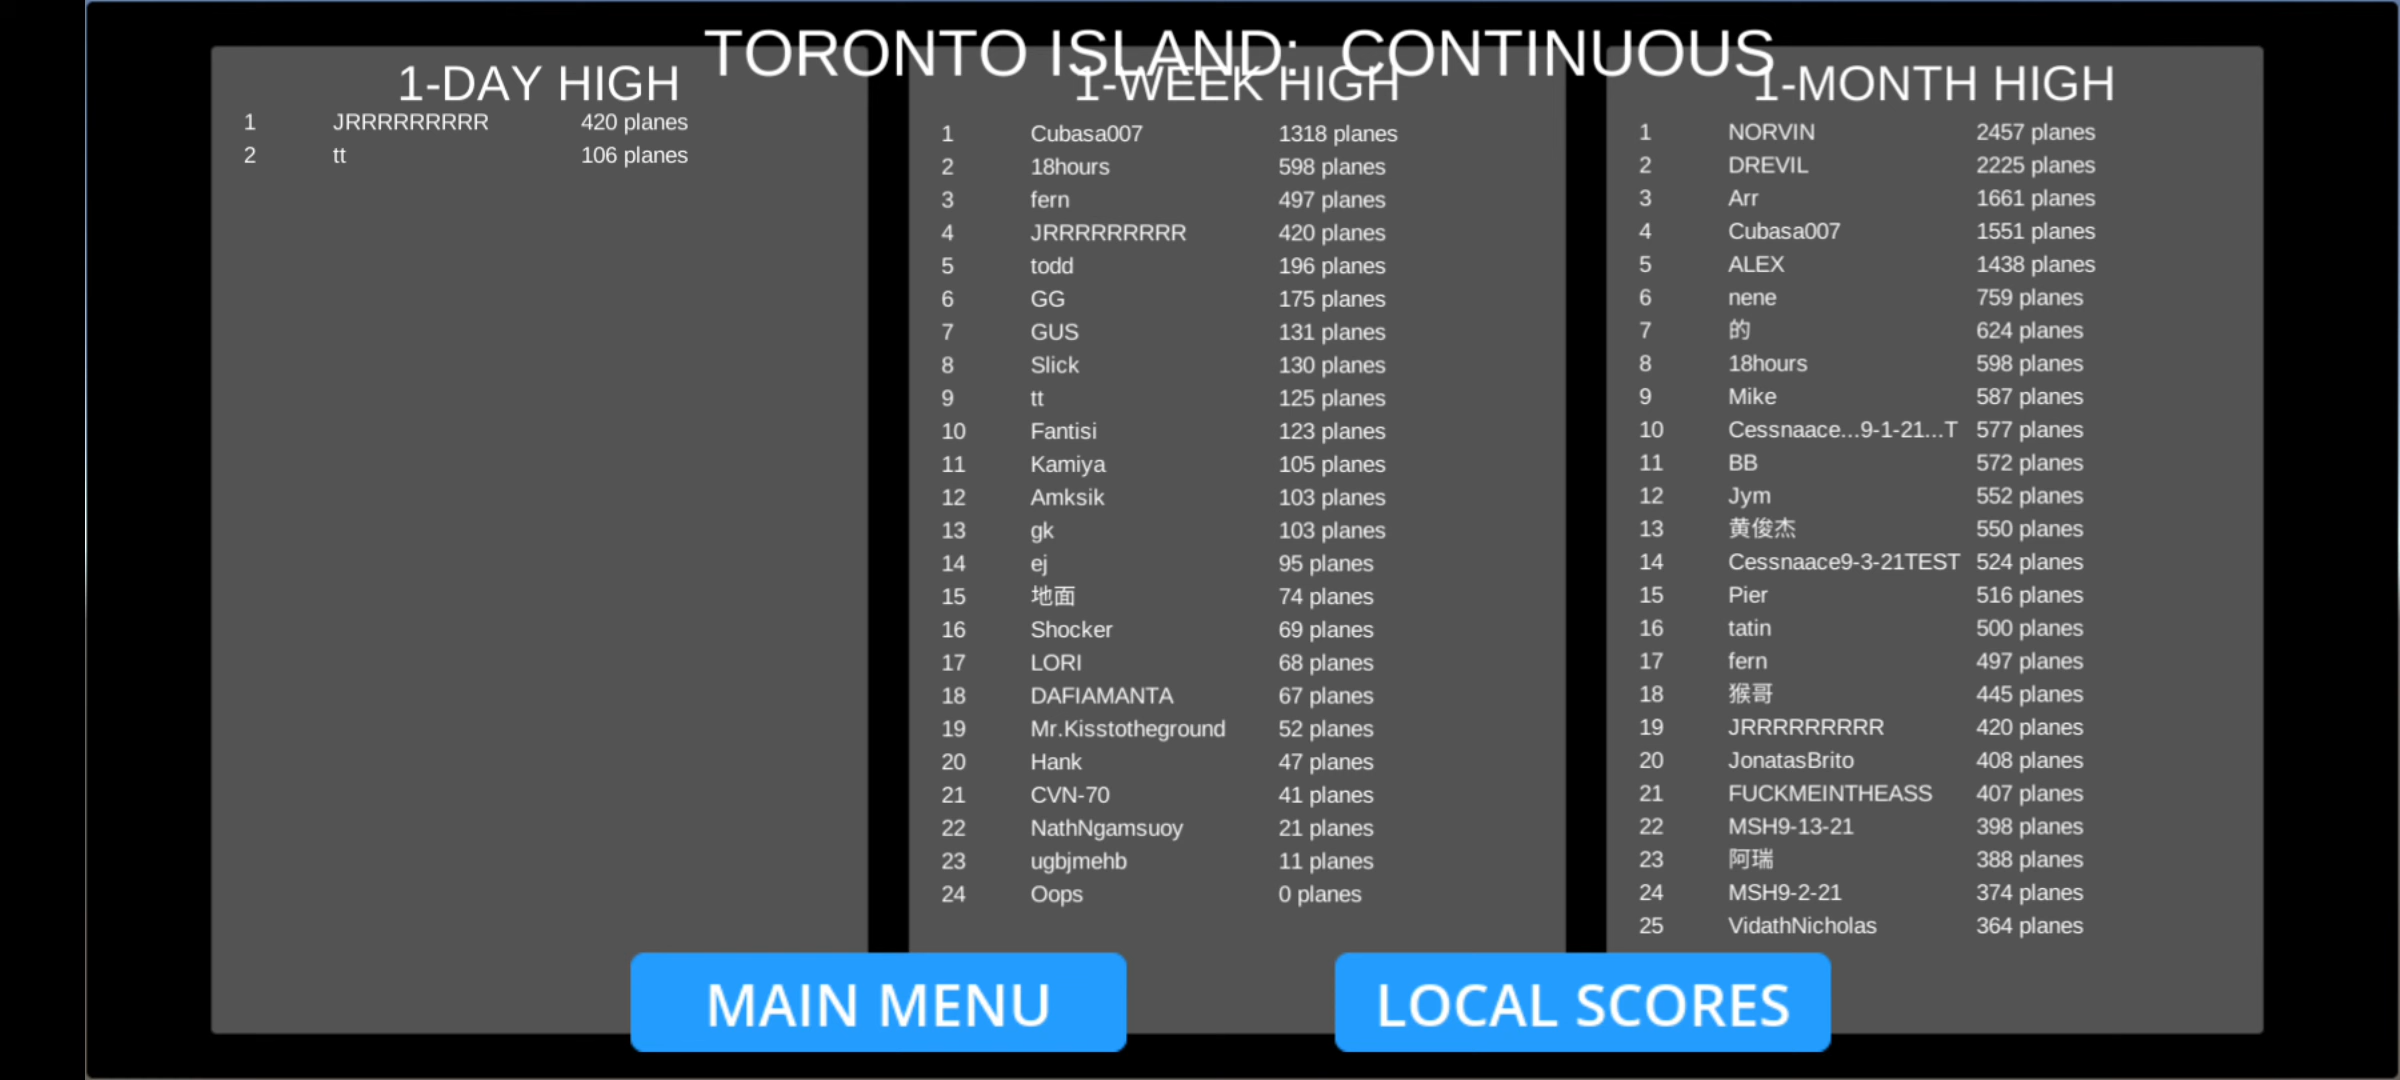 TORONTO ISLAND:  CONTINUOUS
1-DAY HIGH
1 JRRRRRRRRR 420 planes
2 tt 106 planes
1-WEEK HIGH
1 Cubasa007 1318 planes
2 18hours 598 planes
3 fern 497 planes
4 JRRRRRRRRR 420 planes
5 todd 196 planes
6 GG 175 planes
7 GUS 131 planes
8 Slick 130 planes
9 tt 125 planes
10 Fantisi 123 planes
11 Kamiya 105 planes
12 Amksik 103 planes
13 gk 103 planes
14 ej 95 planes
15 地面 74 planes
16 Shocker 69 planes
17 LORI 68 planes
18 DAFIAMANTA 67 planes
19 Mr.Kisstotheground 52 planes
20 Hank 47 planes
21 CVN-70 41 planes
22 NathNgamsuoy 21 planes
23 ugbjmehb 11 planes
24 Oops 0 planes
1-MONTH HIGH
1 NORVIN 2457 planes
2 DREVIL 2225 planes
3 Arr 1661 planes
4 Cubasa007 1551 planes
5 ALEX 1438 planes
6 nene 759 planes
7 的 624 planes
8 18hours 598 planes
9 Mike 587 planes
10 Cessnaace...9-1-21...T 577 planes
11 BB 572 planes
12 Jym 552 planes
13 黄俊杰 550 planes
14 Cessnaace9-3-21TEST 524 planes
15 Pier 516 planes
16 tatin 500 planes
17 fern 497 planes
18 猴哥 445 planes
19 JRRRRRRRRR 420 planes
20 JonatasBrito 408 planes
21 FUCKMEINTHEASS 407 planes
22 MSH9-13-21 398 planes
23 阿瑞 388 planes
24 MSH9-2-21 374 planes
25 VidathNicholas 364 planes
MAIN MENU
LOCAL SCORES